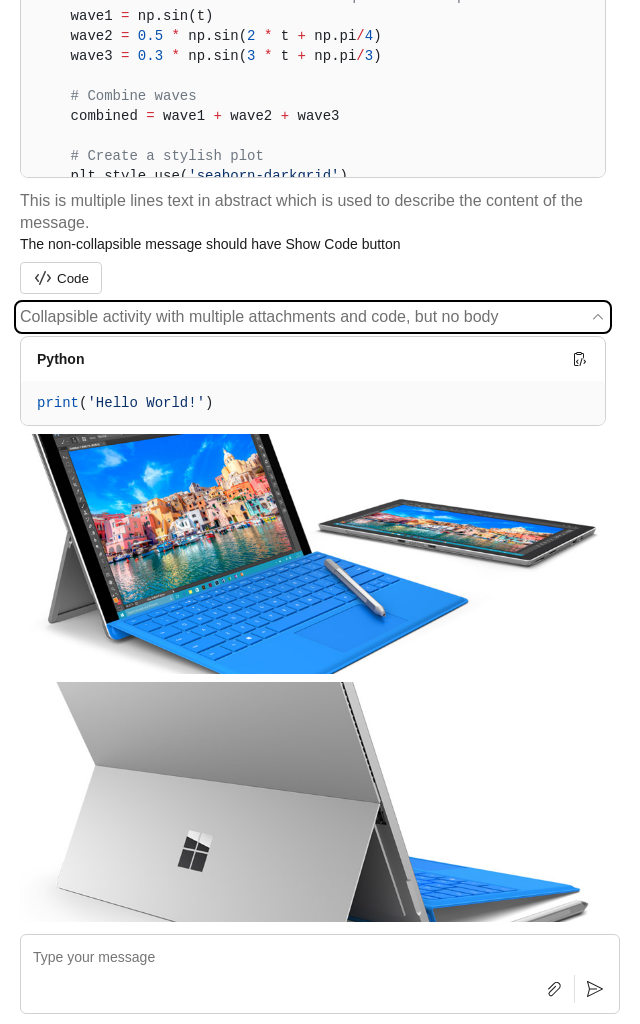 wave1 = np.sin(t)
wave2 = 0.5 * np.sin(2 * t + np.pi/4)
wave3 = 0.3 * np.sin(3 * t + np.pi/3)
# Combine waves
combined = wave1 + wave2 + wave3
# Create a stylish plot
plt.style.use('seaborn-darkgrid')
This is multiple lines text in abstract which is used to describe the content of the
message.
The non-collapsible message should have Show Code button
Code
Collapsible activity with multiple attachments and code, but no body
Python
print('Hello World!')
Type your message